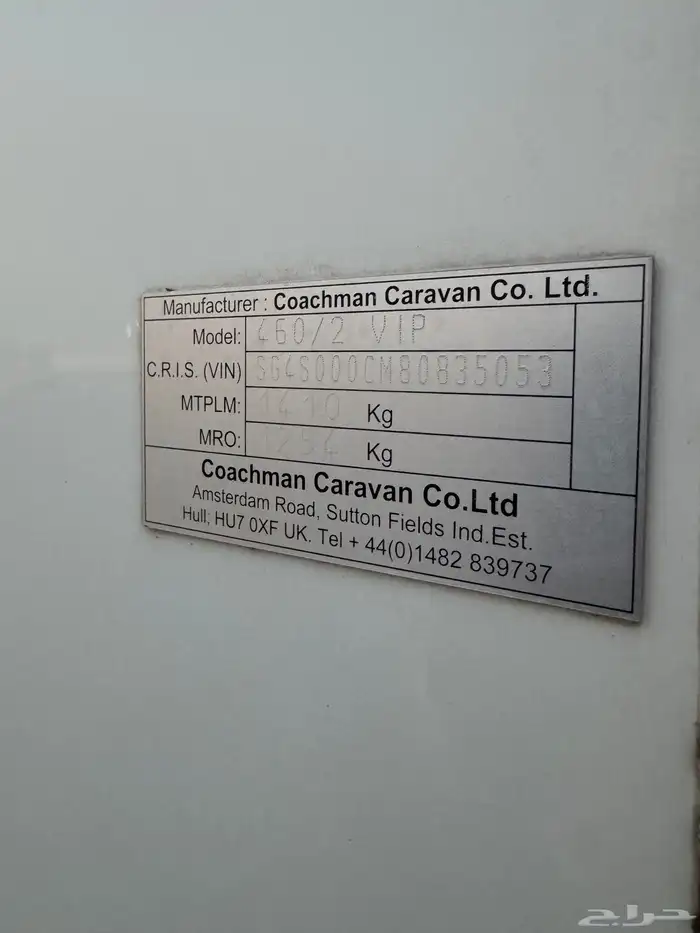 Manufacturer : Coachman Caravan Co. Ltd.
Model: 460/2 VIP
C.R.I.S. (VIN) SG4S000CM80835053
MTPLM: 1410 Kg
MRO: 1254 Kg
Coachman Caravan Co.Ltd
Amsterdam Road, Sutton Fields Ind.Est.
Hull, HU7 0XF UK. Tel + 44(0)1482 839737
حراج